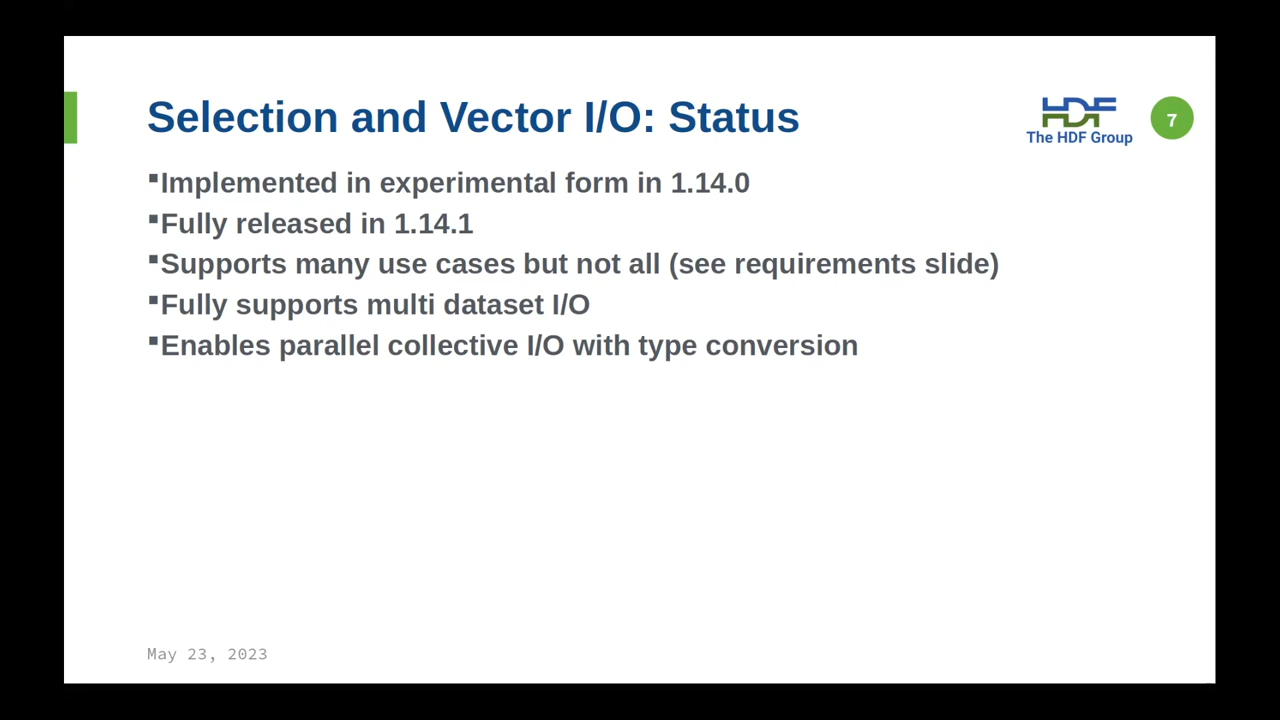 Selection and Vector I/O: Status
HDF
The HDF Group
7
▪Implemented in experimental form in 1.14.0
▪Fully released in 1.14.1
▪Supports many use cases but not all (see requirements slide)
▪Fully supports multi dataset I/O
▪Enables parallel collective I/O with type conversion
May 23, 2023